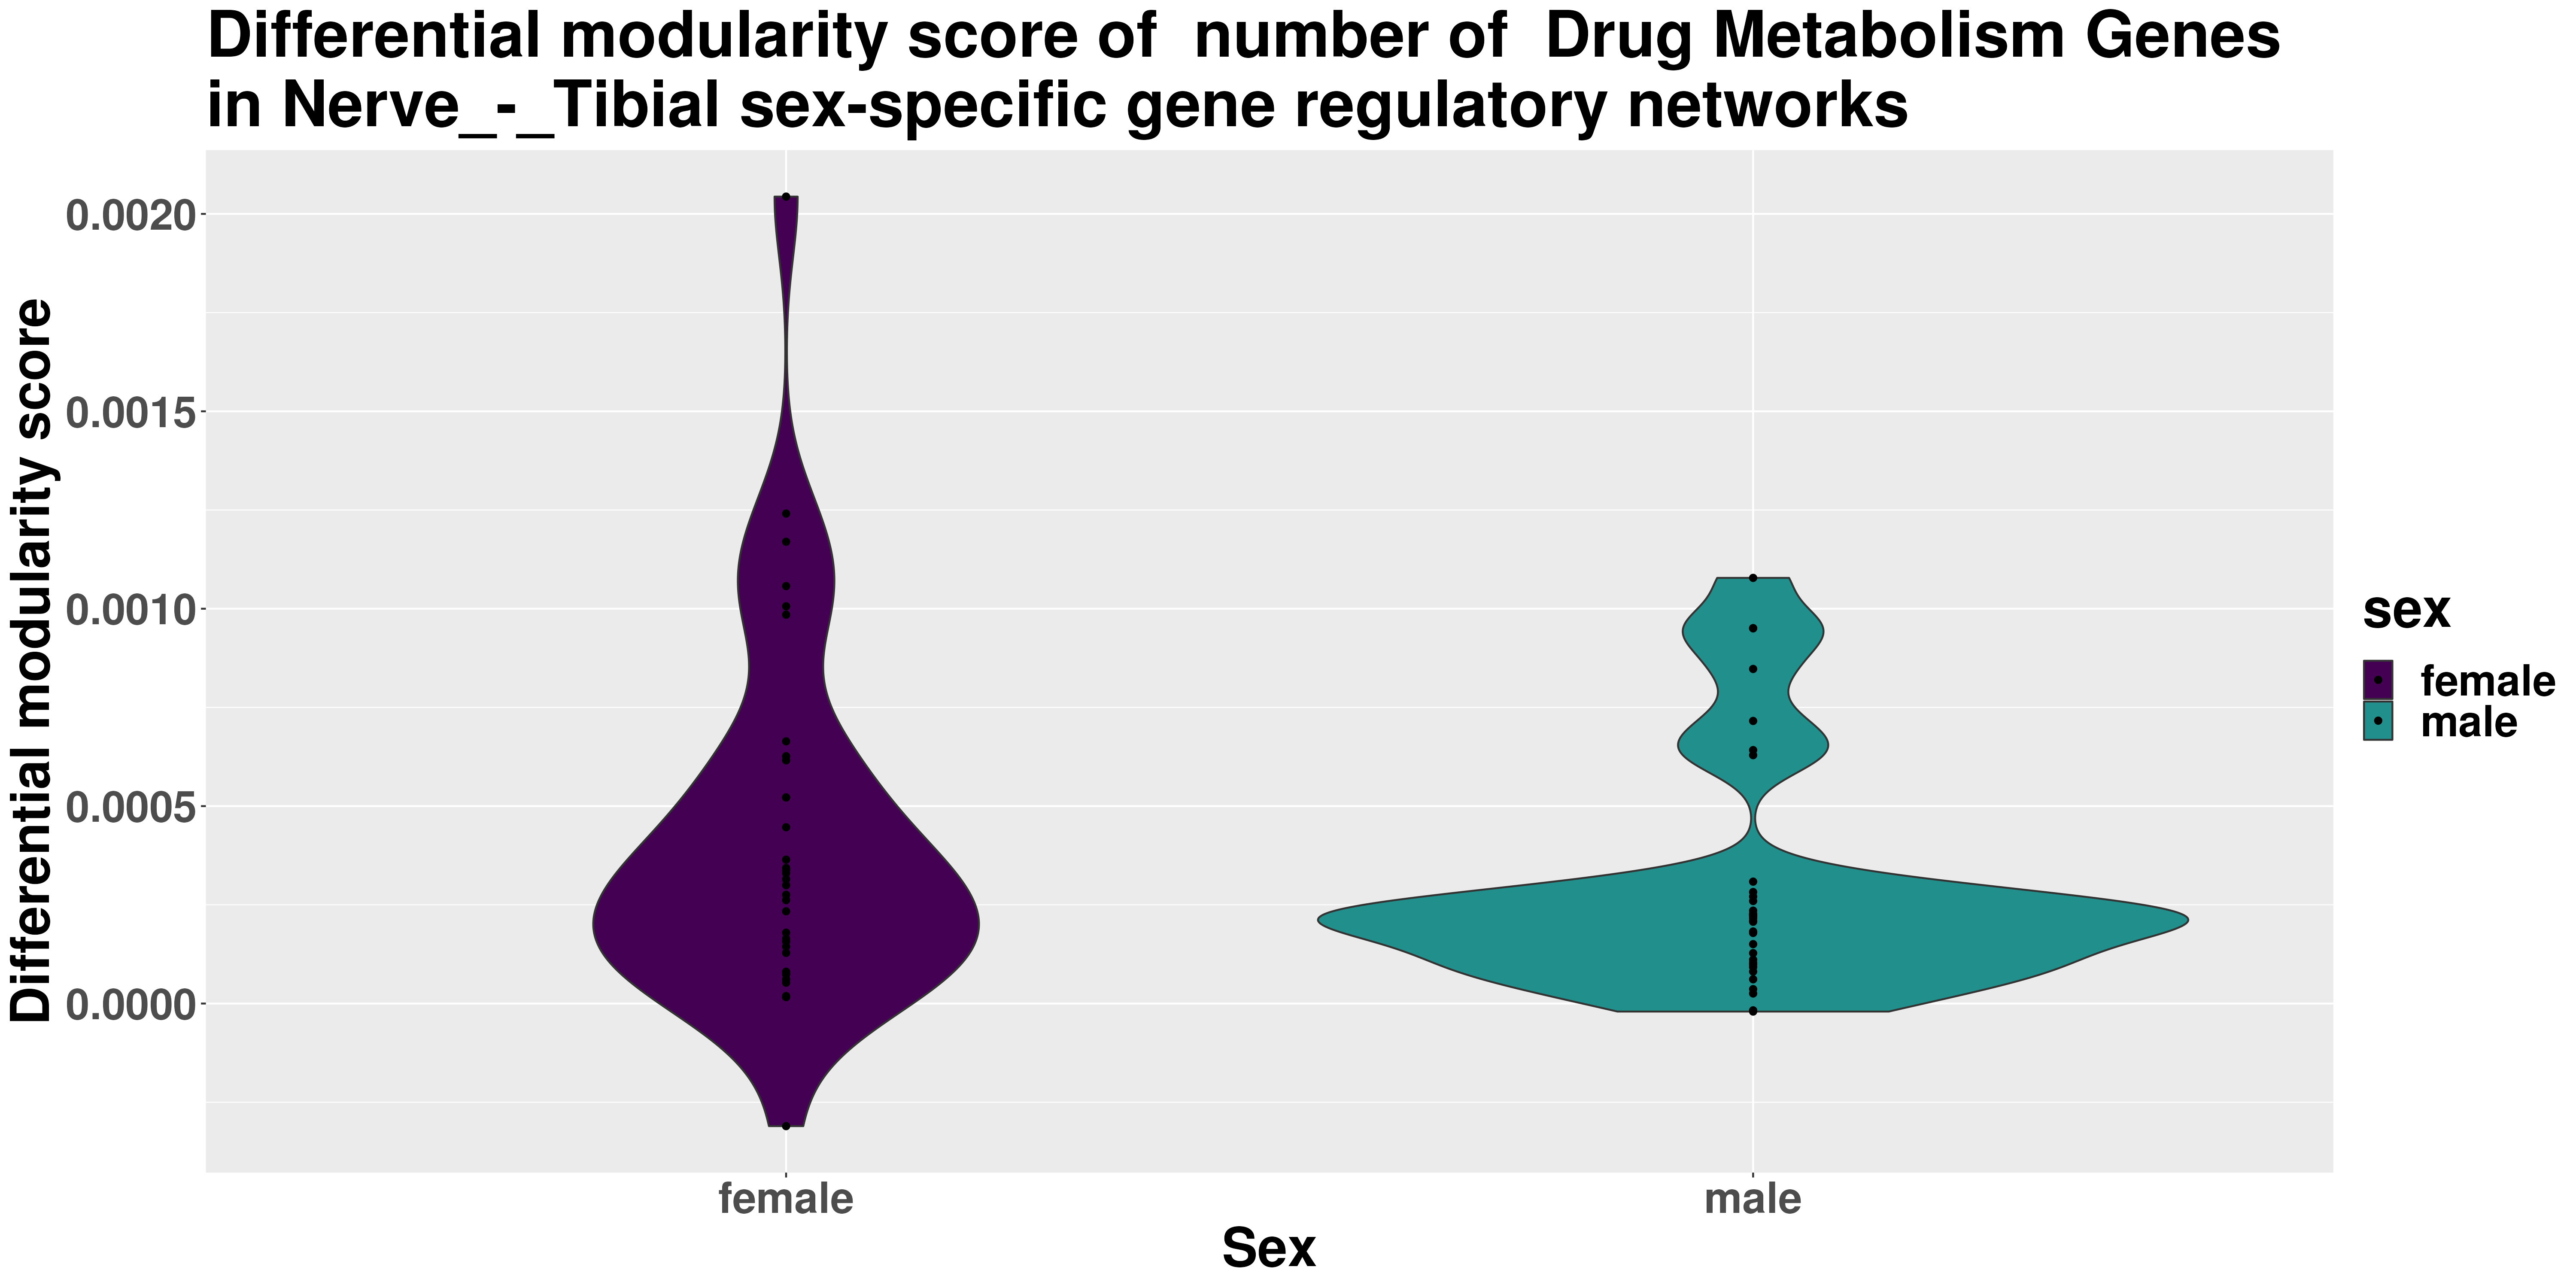 Differential modularity score of  number of  Drug Metabolism Genes
in Nerve_-_Tibial sex-specific gene regulatory networks
Differential modularity score
0.0020
0.0015
0.0010
0.0005
0.0000
female
male
Sex
sex
female
male